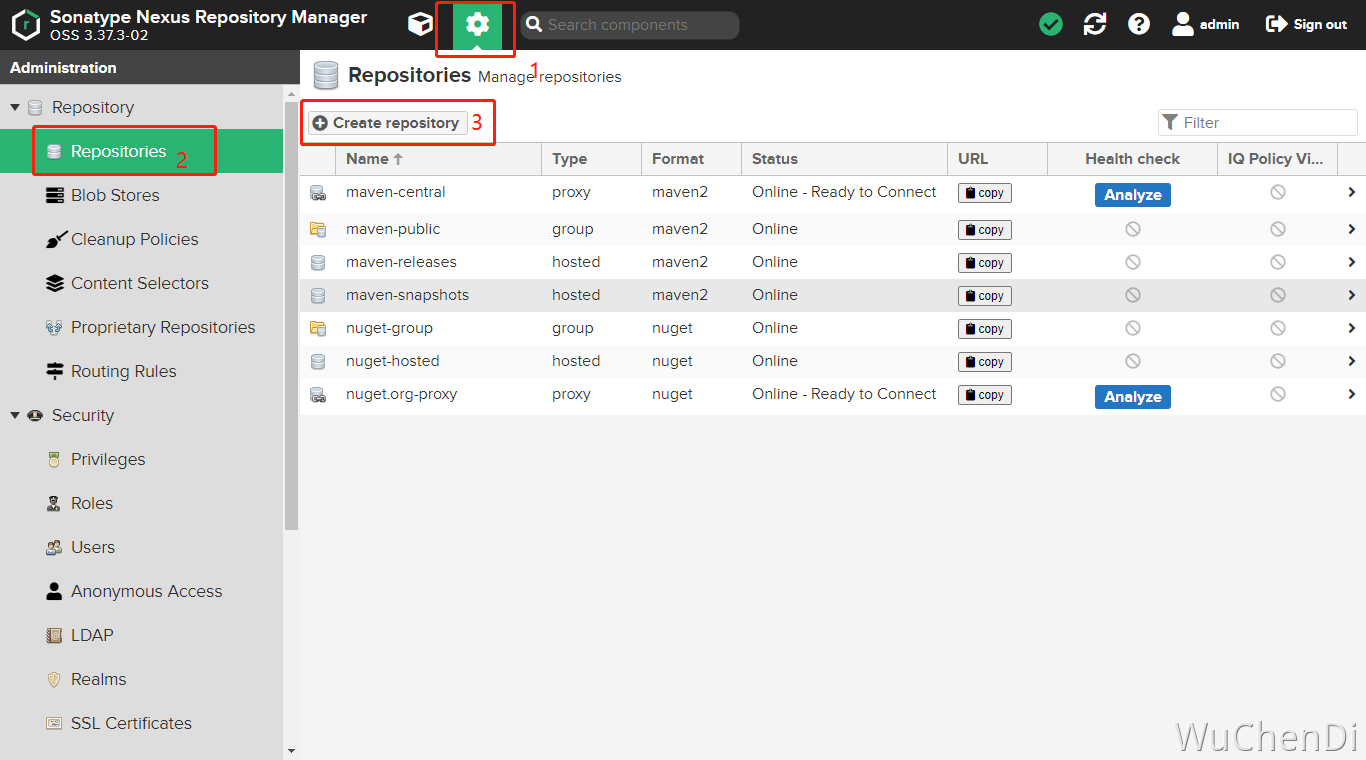 Sonatype Nexus Repository Manager
OSS 3.37.3-02
Search components
admin
Sign out
1
Administration
Repository
Repositories 2
Blob Stores
Cleanup Policies
Content Selectors
Proprietary Repositories
Routing Rules
Security
Privileges
Roles
Users
Anonymous Access
LDAP
Realms
SSL Certificates
Repositories Manage repositories
Create repository 3
Filter
Name Type Format Status URL Health check IQ Policy Vi...
maven-central proxy maven2 Online - Ready to Connect copy Analyze
maven-public group maven2 Online copy
maven-releases hosted maven2 Online copy
maven-snapshots hosted maven2 Online copy
nuget-group group nuget Online copy
nuget-hosted hosted nuget Online copy
nuget.org-proxy proxy nuget Online - Ready to Connect copy Analyze
WuChenDi